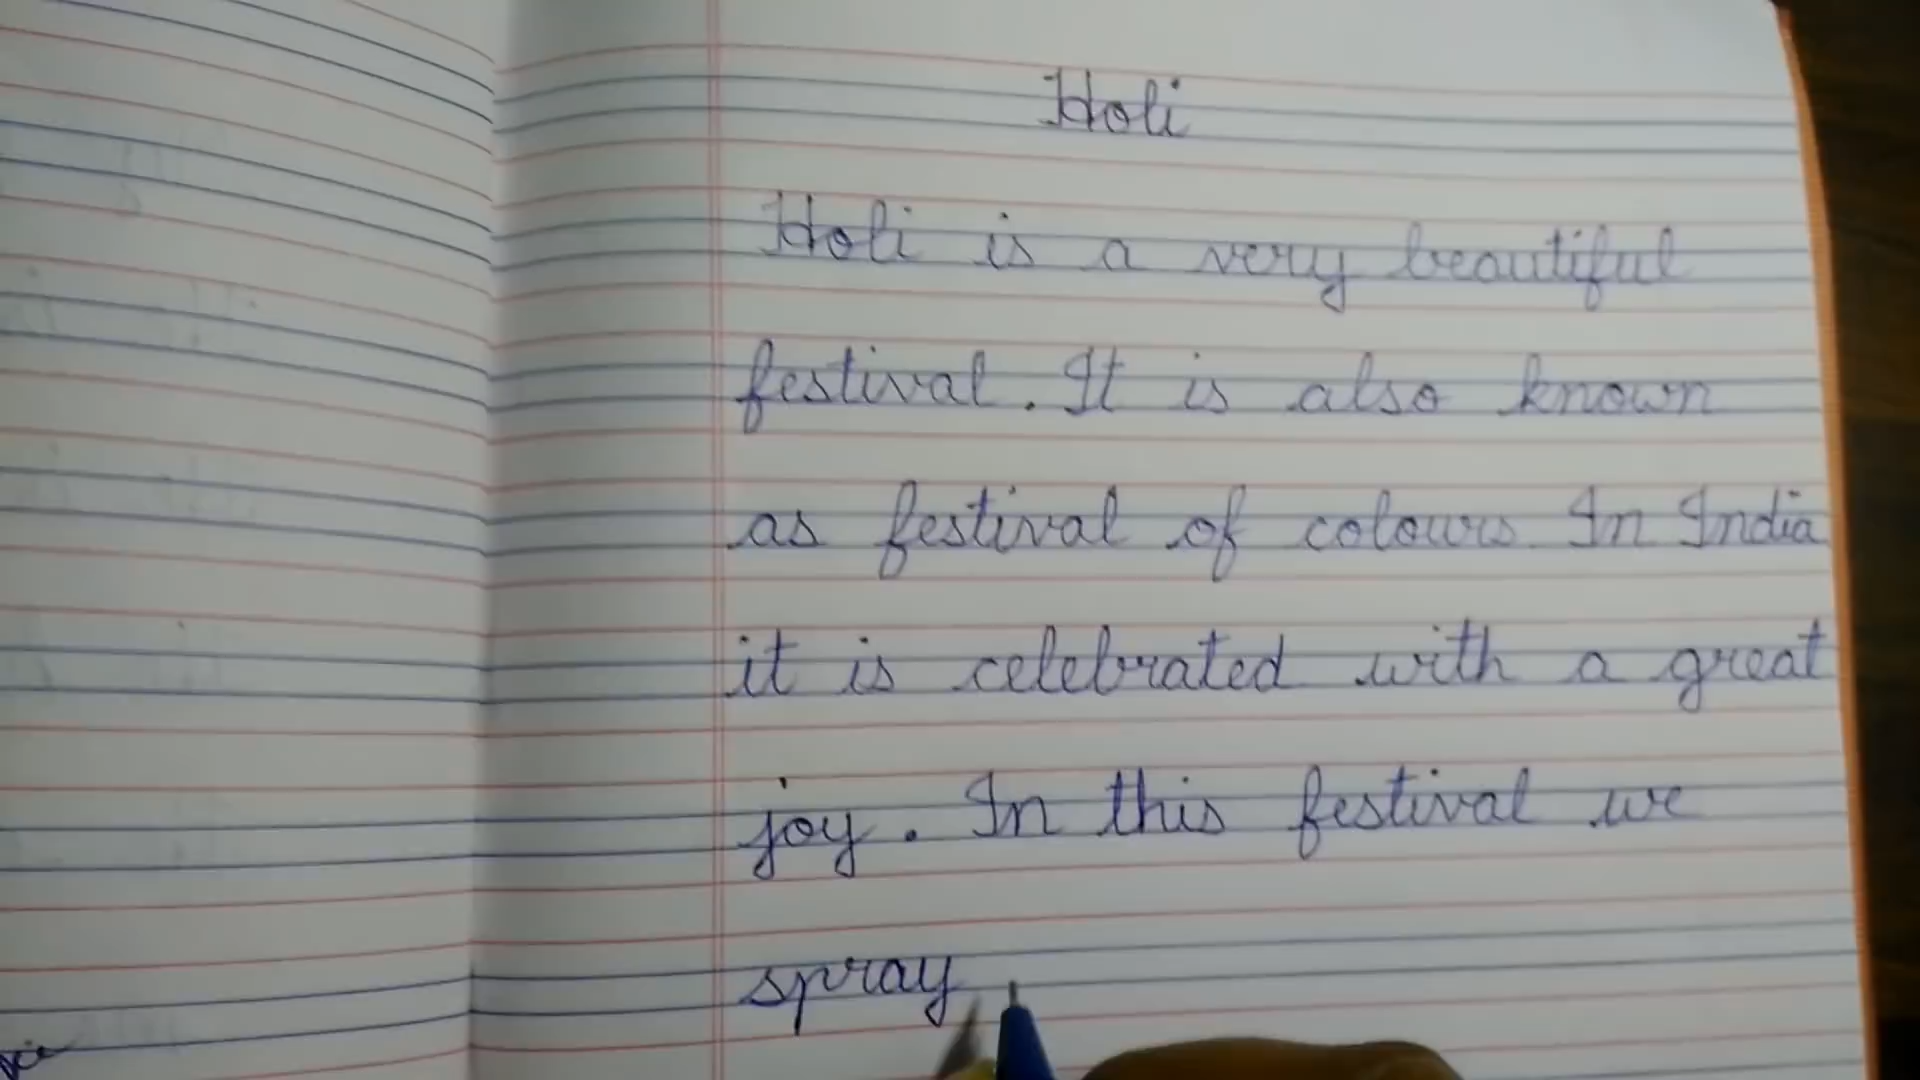 Holi
Holi is a very beautiful
festival. It is also known
as festival of colours. In India
it is celebrated with a great
joy. In this festival we
spray